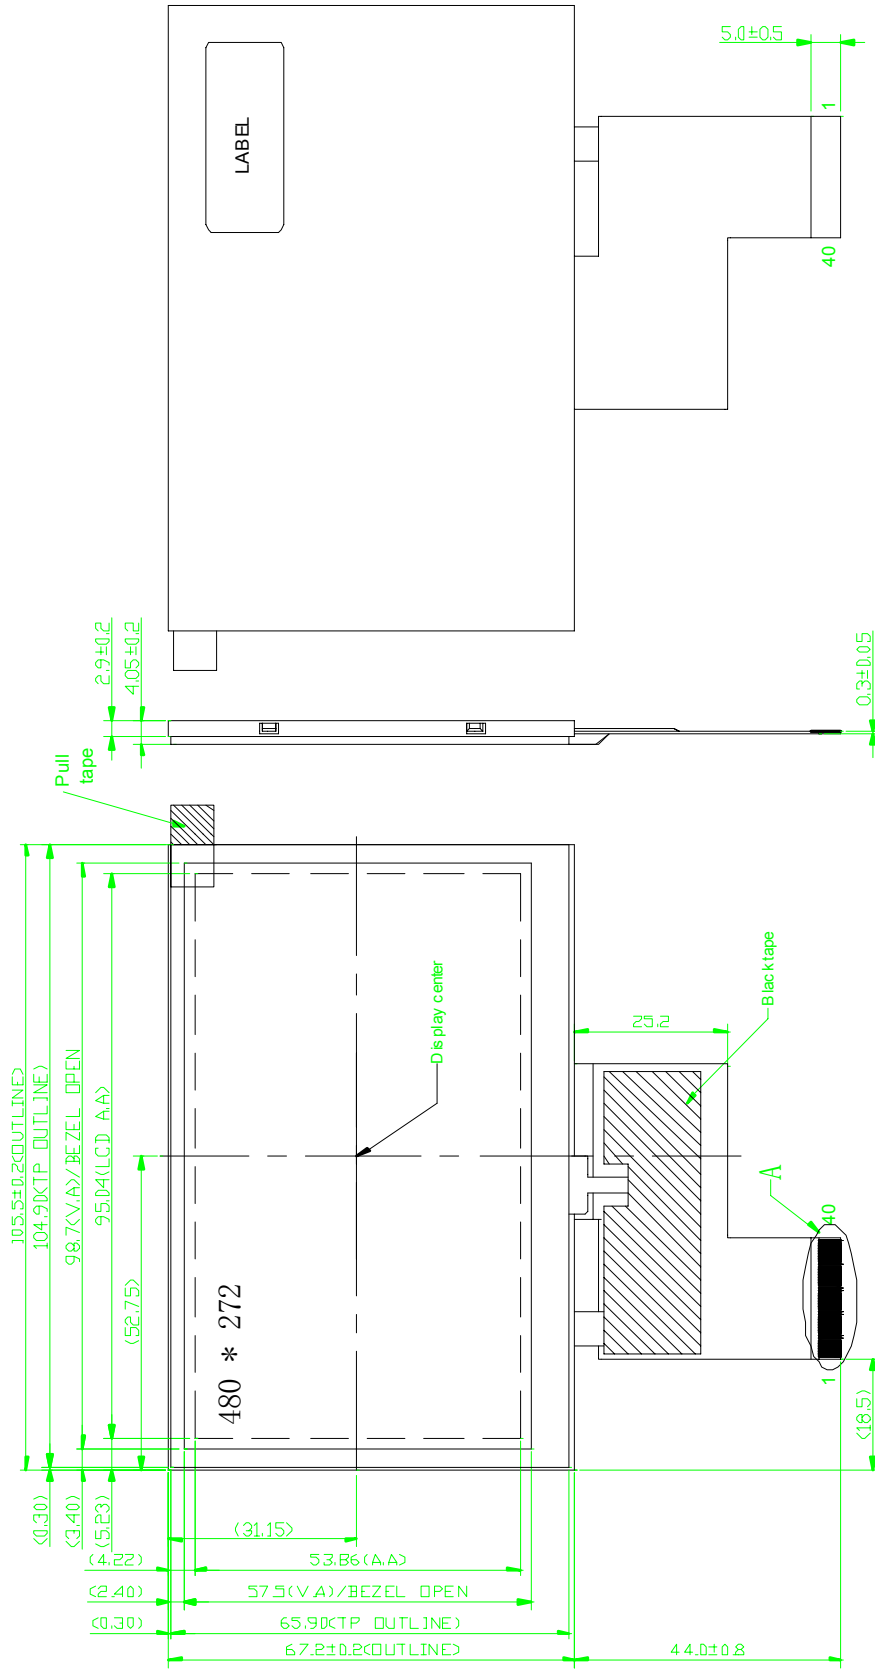 5.0±0.5
LABEL
1
40
2.9±0.2
4.05±0.2
0.3±0.05
Pull
tape
105.5±0.2(OUTLINE)
104.90(TP OUTLINE)
98.7(V.A)/BEZEL OPEN
95.04(LCD A.A)
(52.75)
Display center
25.2
Black tape
480 * 272
A
40
1
(18.5)
(0.30)
(3.40)
(5.23)
(31.15)
(4.22)
53.86(A.A)
(2.40)
57.5(V.A)/BEZEL OPEN
(0.30)
65.90(TP OUTLINE)
67.2±0.2(OUTLINE)
44.0±0.8